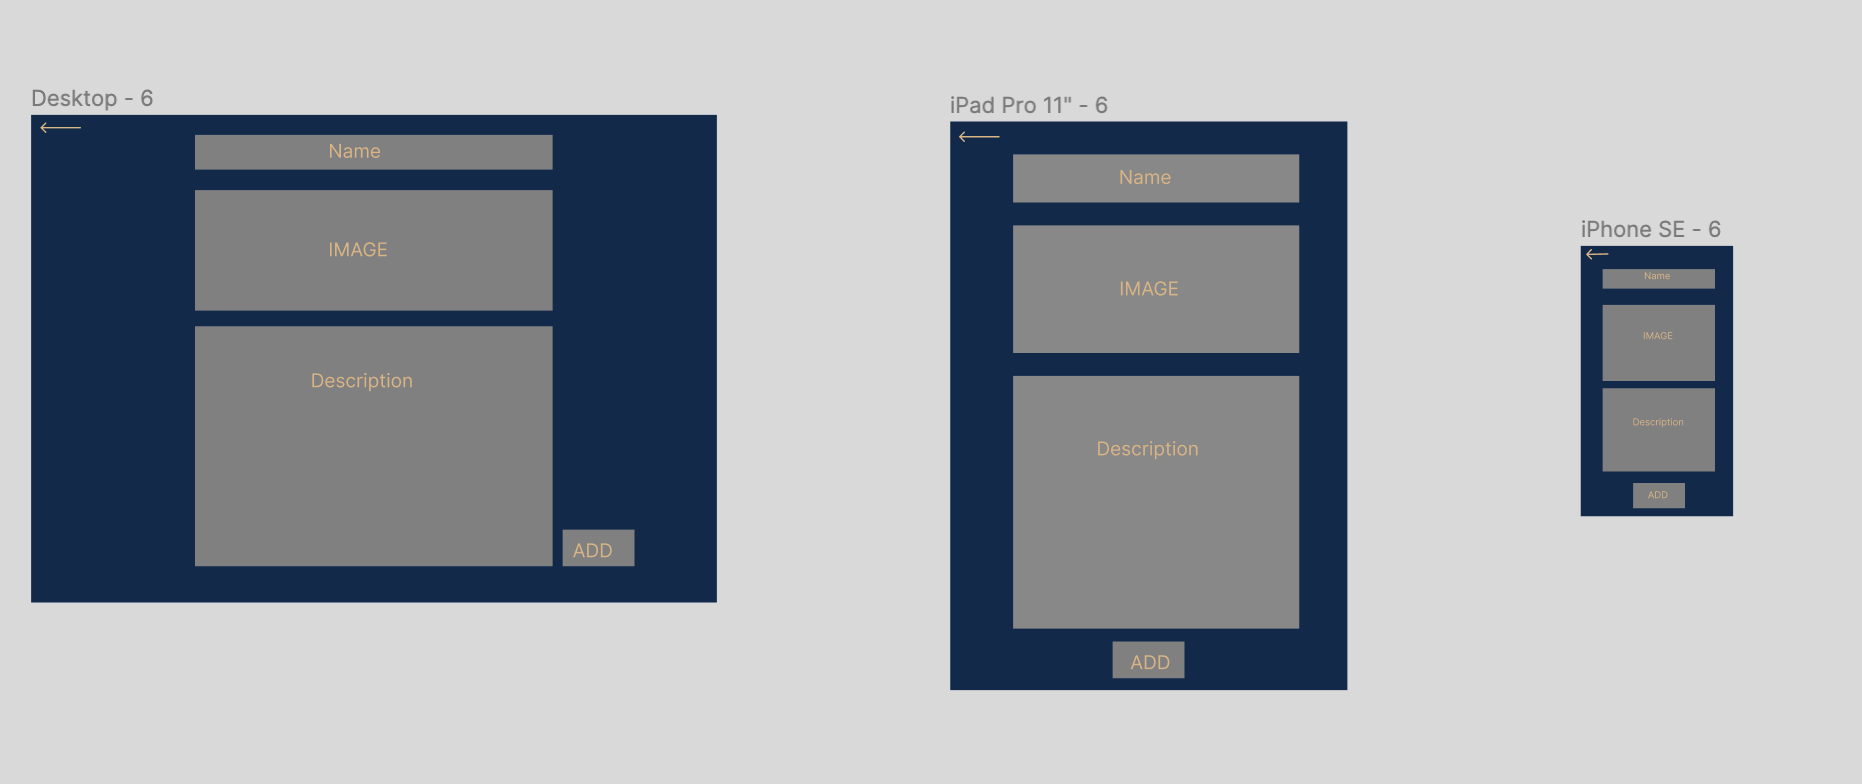 Desktop - 6
Name
IMAGE
Description
ADD
iPad Pro 11" - 6
Name
IMAGE
Description
ADD
iPhone SE - 6
Name
IMAGE
Description
ADD